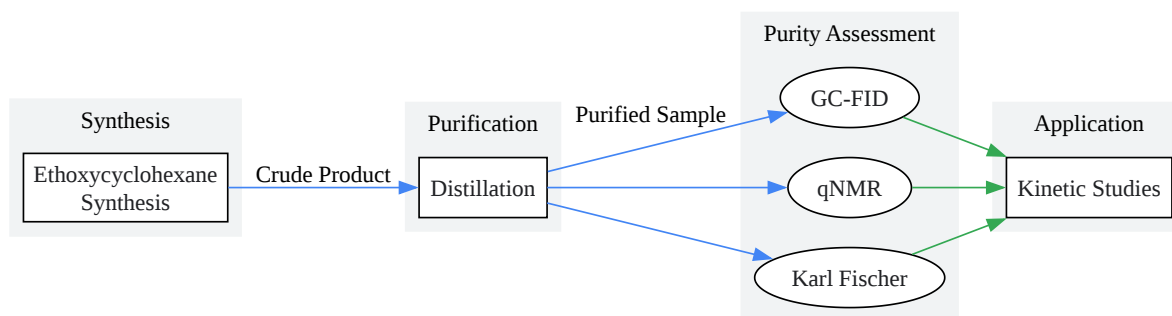 Synthesis
Ethoxycyclohexane
Synthesis
Crude Product
Purification
Distillation
Purified Sample
Purity Assessment
GC-FID
qNMR
Karl Fischer
Application
Kinetic Studies